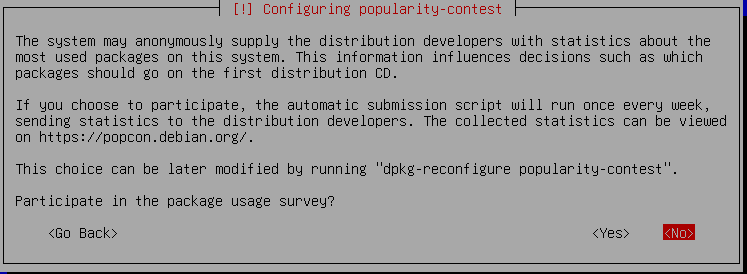 [!] Configuring popularity-contest
The system may anonymously supply the distribution developers with statistics about the
most used packages on this system. This information influences decisions such as which
packages should go on the first distribution CD.
If you choose to participate, the automatic submission script will run once every week,
sending statistics to the distribution developers. The collected statistics can be viewed
on https://popcon.debian.org/.
This choice can be later modified by running "dpkg-reconfigure popularity-contest".
Participate in the package usage survey?
<Go Back> <Yes> <No>